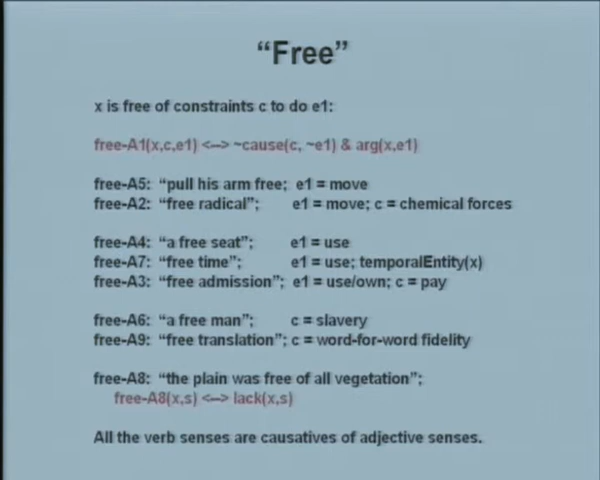 “Free”
x is free of constraints c to do e1:
free-A1(x,c,e1) <--> ~cause(c, ~e1) & arg(x,e1)
free-A5: “pull his arm free; e1 = move
free-A2: “free radical”; e1 = move; c = chemical forces
free-A4: “a free seat”; e1 = use
free-A7: “free time”; e1 = use; temporalEntity(x)
free-A3: “free admission”; e1 = use/own; c = pay
free-A6: “a free man”; c = slavery
free-A9: “free translation”; c = word-for-word fidelity
free-A8: “the plain was free of all vegetation”;
free-A8(x,s) <--> lack(x,s)
All the verb senses are causatives of adjective senses.